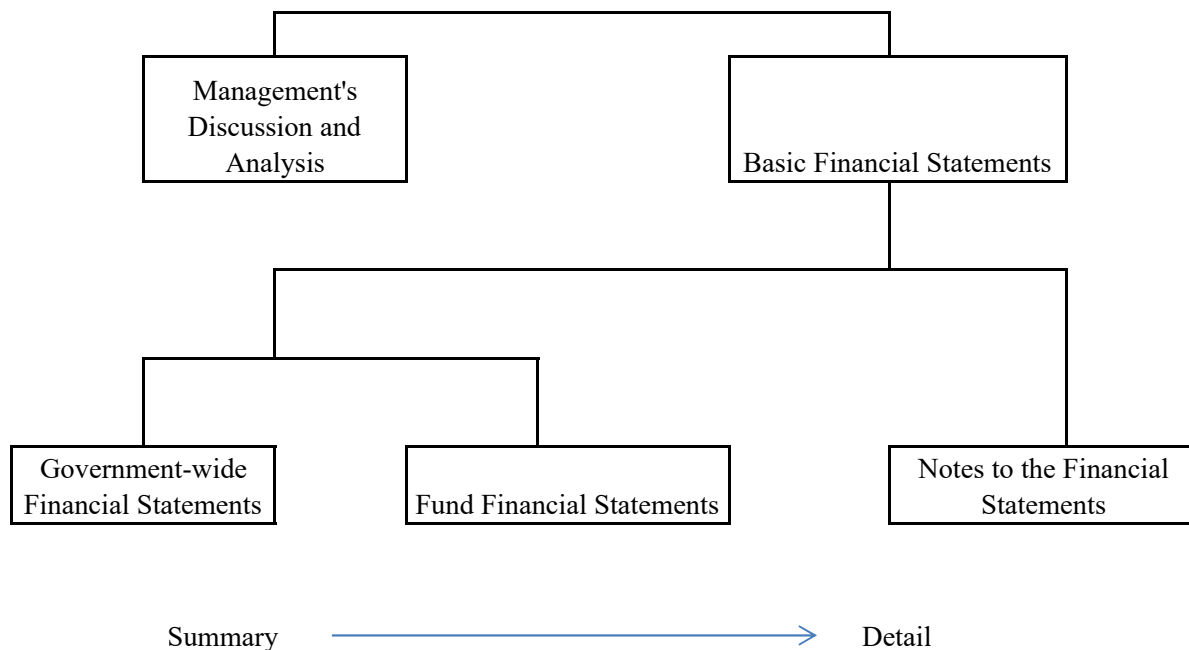 Management's
Discussion and
Analysis
Basic Financial Statements
Government-wide
Financial Statements
Fund Financial Statements
Notes to the Financial
Statements
Summary
Detail